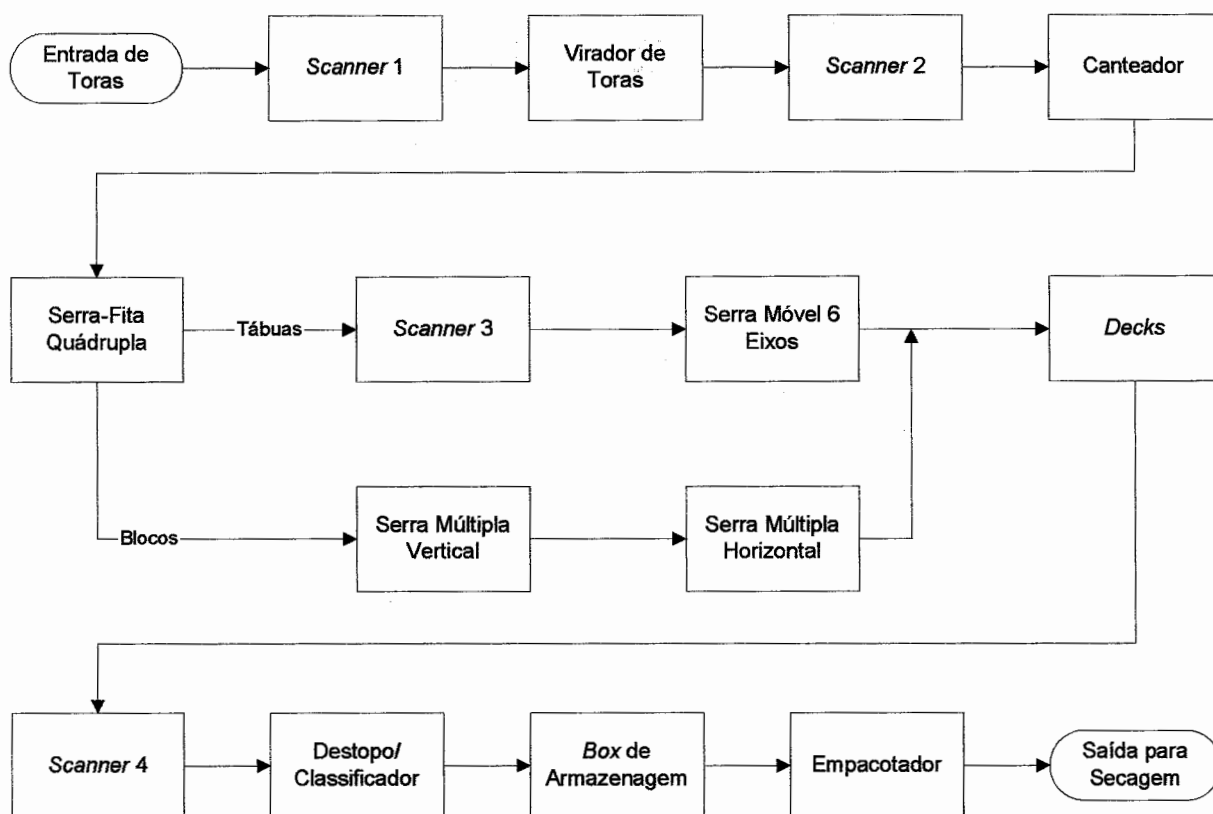 Entrada de
Toras
Scanner 1
Virador de
Toras
Scanner 2
Canteador
Serra-Fita
Quádrupla
Tábuas
Scanner 3
Serra Móvel 6
Eixos
Decks
Blocos
Serra Múltipla
Vertical
Serra Múltipla
Horizontal
Scanner 4
Destopo/
Classificador
Box de
Armazenagem
Empacotador
Saída para
Secagem